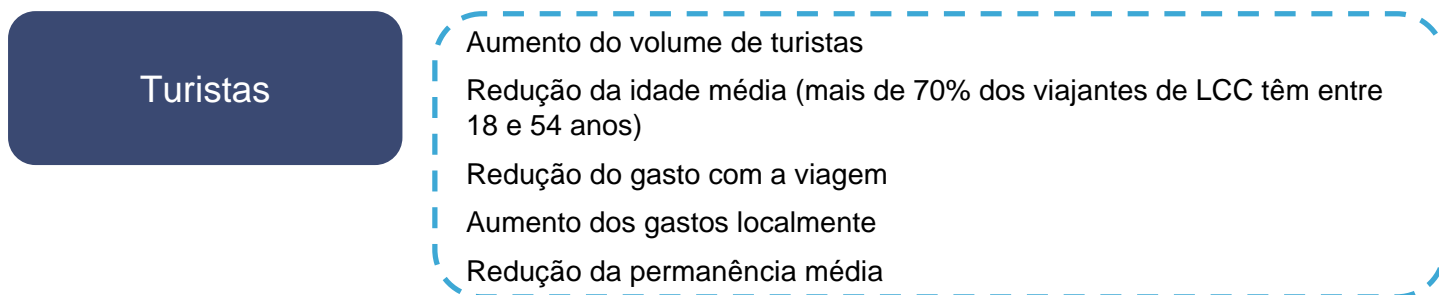 Turistas
Aumento do volume de turistas
Redução da idade média (mais de 70% dos viajantes de LCC têm entre
18 e 54 anos)
Redução do gasto com a viagem
Aumento dos gastos localmente
Redução da permanência média